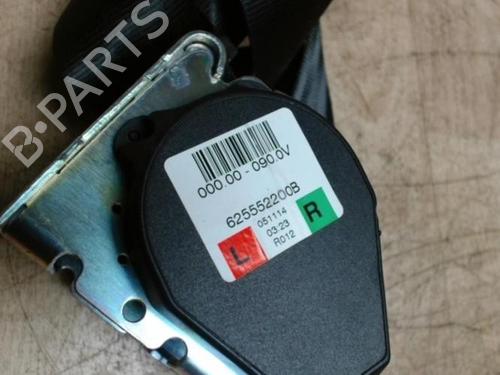 B-PARTS
000.00 - 090.0V
625552200B
L
051114
03:23
R012
R